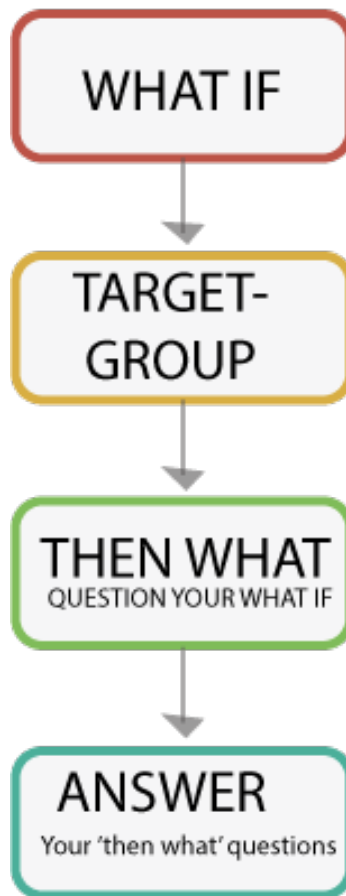 WHAT IF
TARGET-
GROUP
THEN WHAT
QUESTION YOUR WHAT IF
ANSWER
Your 'then what' questions